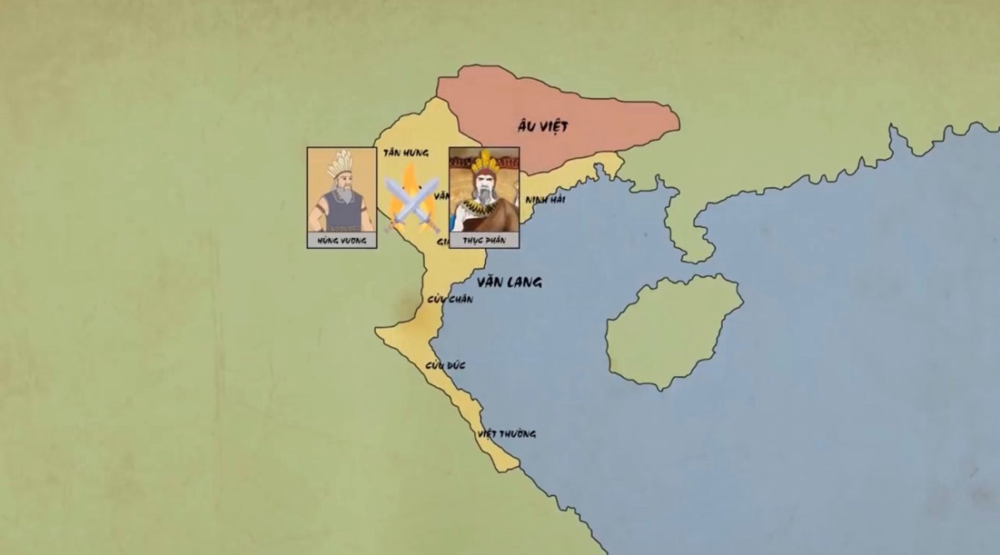 ÂU VIỆT
TÂN HƯNG
NINH HẢI
HÙNG VƯƠNG
THỤC PHÁN
VĂN LANG
CỬU CHÂN
CỬU ĐỨC
VIỆT THƯỜNG